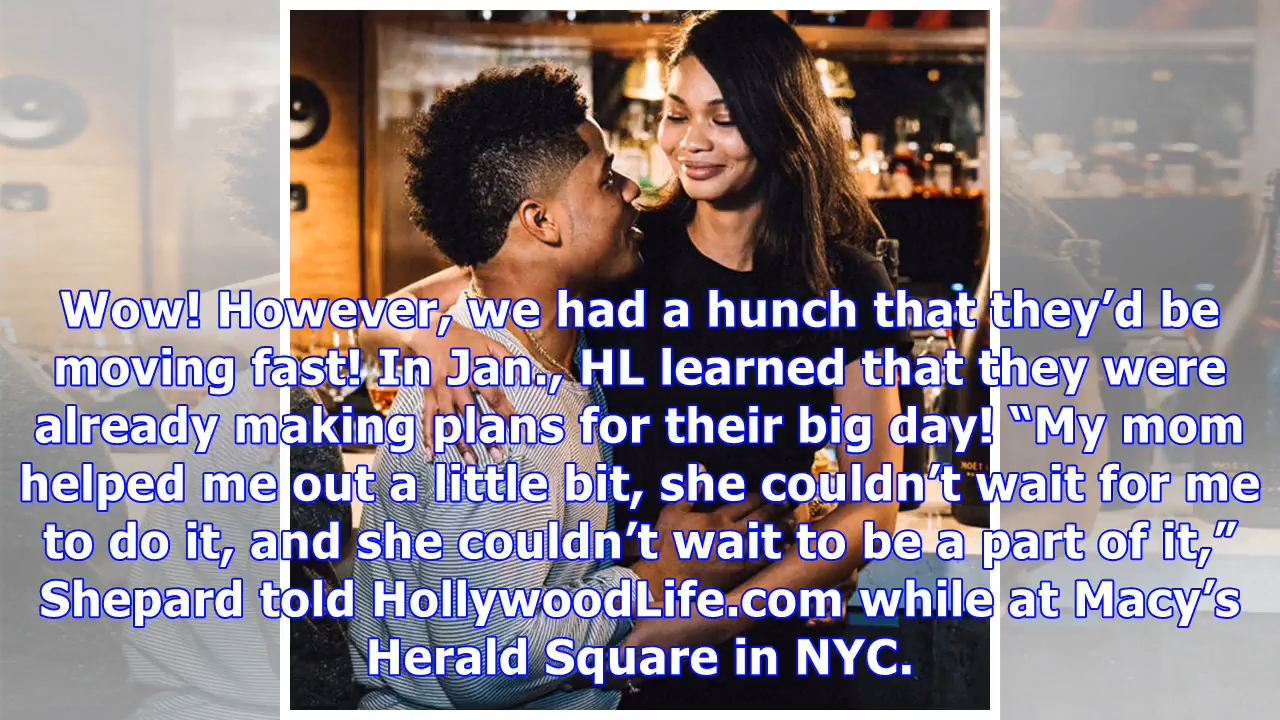 Wow! However, we had a hunch that they’d be
moving fast! In Jan., HL learned that they were
already making plans for their big day! “My mom
helped me out a little bit, she couldn’t wait for me
to do it, and she couldn’t wait to be a part of it,”
Shepard told HollywoodLife.com while at Macy’s
Herald Square in NYC.
MOËT